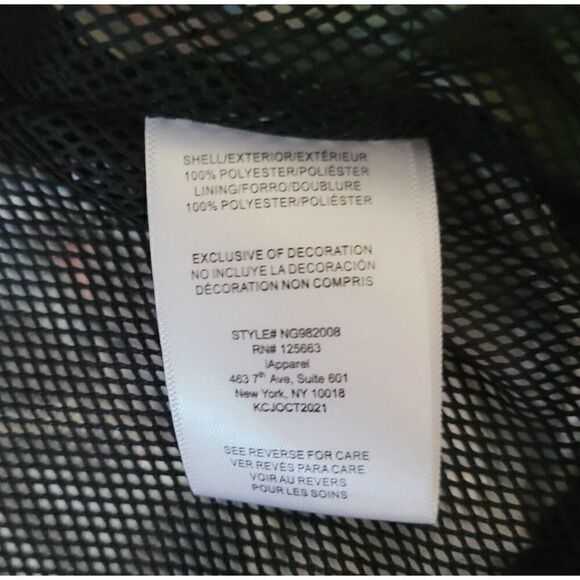 SHELL/EXTERIOR/EXTÉRIEUR
100% POLYESTER/POLIÉSTER
LINING/FORRO/DOUBLURE
100% POLYESTER/POLIÉSTER
EXCLUSIVE OF DECORATION
NO INCLUYE LA DECORACIÓN
DÉCORATION NON COMPRIS
STYLE# NG982008
RN# 125663
iApparel
463 7th Ave, Suite 601
New York, NY 10018
KCJOCT2021
SEE REVERSE FOR CARE
VER REVÉS PARA CARE
VOIR AU REVERS
POUR LES SOINS